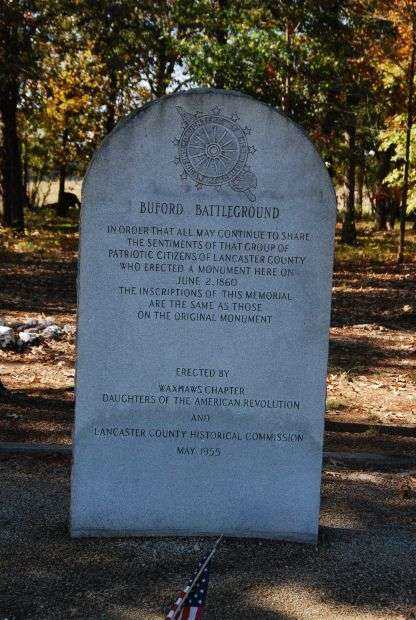 BUFORD BATTLEGROUND
IN ORDER THAT ALL MAY CONTINUE TO SHARE
THE SENTIMENTS OF THAT GROUP OF
PATRIOTIC CITIZENS OF LANCASTER COUNTY
WHO ERECTED A MONUMENT HERE ON
JUNE 2, 1860
THE INSCRIPTIONS OF THIS MEMORIAL
ARE THE SAME AS THOSE
ON THE ORIGINAL MONUMENT
ERECTED BY
WAXHAWS CHAPTER
DAUGHTERS OF THE AMERICAN REVOLUTION
AND
LANCASTER COUNTY HISTORICAL COMMISSION
MAY 1955